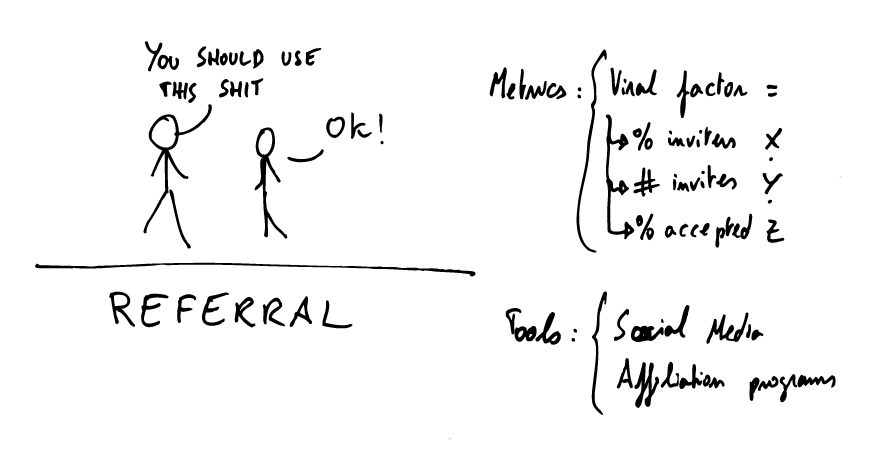 YOU SHOULD USE
THIS SHIT
Ok!
REFERRAL
Metrics: Viral factor =
% inviters X
.
# invites Y
.
% accepted Z
Tools: Social Media
Affiliation programs